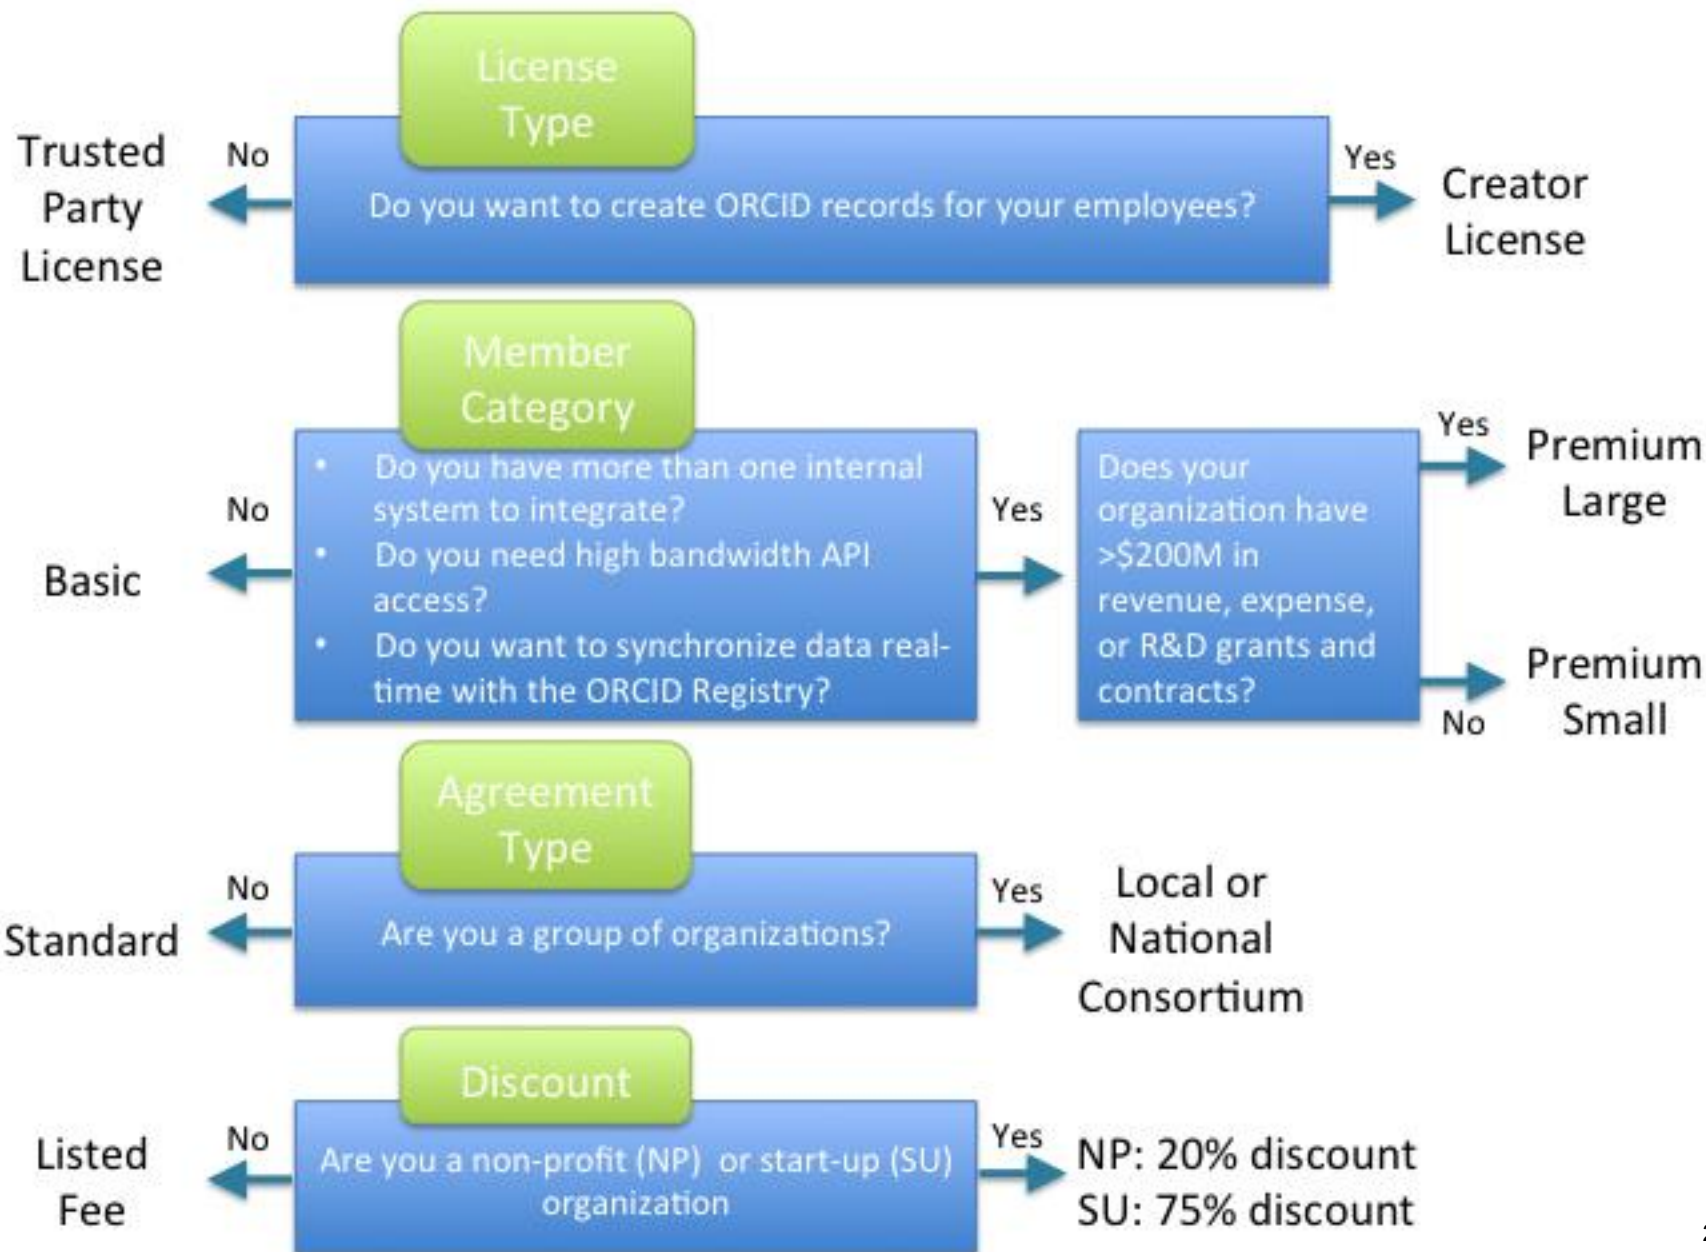 License
Type
Trusted
Party
License
No
Do you want to create ORCID records for your employees?
Yes
Creator
License
Member
Category
Basic
No
• Do you have more than one internal
system to integrate?
• Do you need high bandwidth API
access?
• Do you want to synchronize data real-
time with the ORCID Registry?
Yes
Does your
organization have
>$200M in
revenue, expense,
or R&D grants and
contracts?
Yes
Premium
Large
No
Premium
Small
Agreement
Type
Standard
No
Are you a group of organizations?
Yes
Local or
National
Consortium
Discount
Listed
Fee
No
Are you a non-profit (NP) or start-up (SU)
organization
Yes
NP: 20% discount
SU: 75% discount